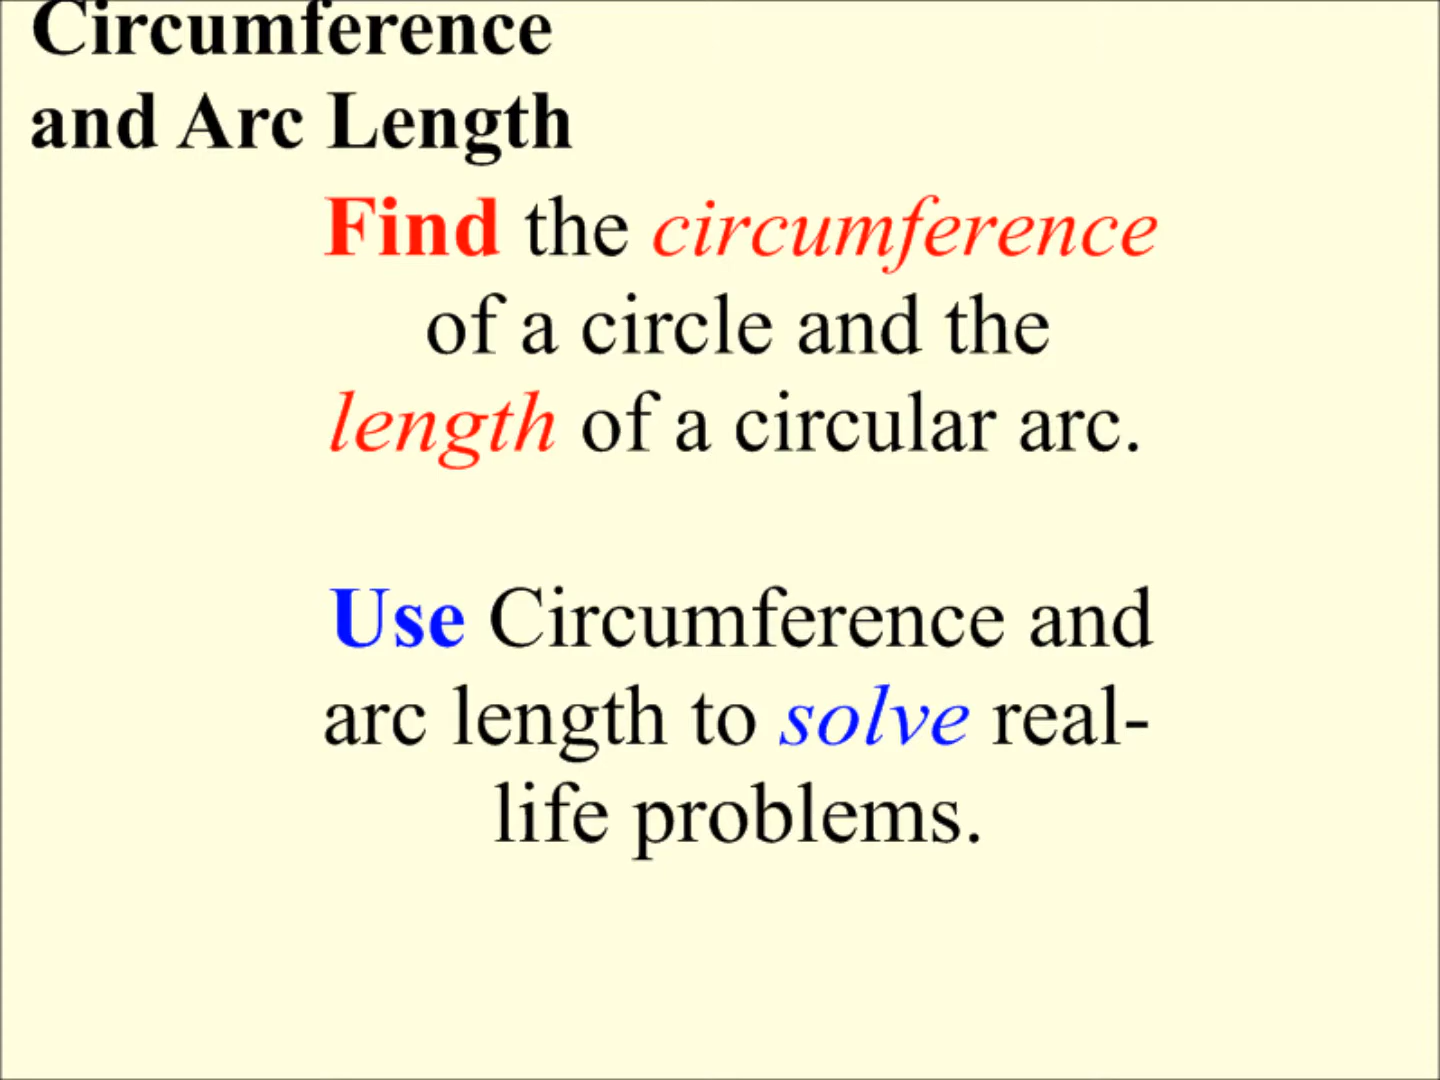 Circumference
and Arc Length
Find the circumference
of a circle and the
length of a circular arc.
Use Circumference and
arc length to solve real-
life problems.